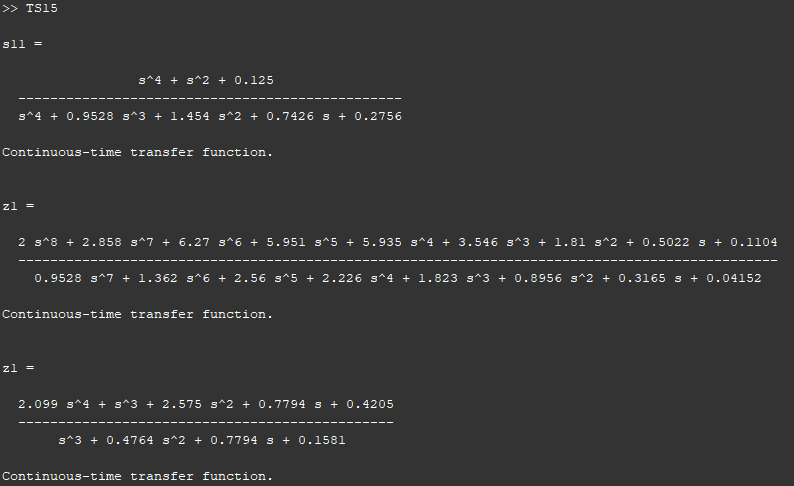 >> TS15
s11 =
s^4 + s^2 + 0.125
-----------------------------------------------
s^4 + 0.9528 s^3 + 1.454 s^2 + 0.7426 s + 0.2756
Continuous-time transfer function.
z1 =
2 s^8 + 2.858 s^7 + 6.27 s^6 + 5.951 s^5 + 5.935 s^4 + 3.546 s^3 + 1.81 s^2 + 0.5022 s + 0.1104
-----------------------------------------------------------------------------------------------
0.9528 s^7 + 1.362 s^6 + 2.56 s^5 + 2.226 s^4 + 1.823 s^3 + 0.8956 s^2 + 0.3165 s + 0.04152
Continuous-time transfer function.
z1 =
2.099 s^4 + s^3 + 2.575 s^2 + 0.7794 s + 0.4205
-----------------------------------------------
s^3 + 0.4764 s^2 + 0.7794 s + 0.1581
Continuous-time transfer function.